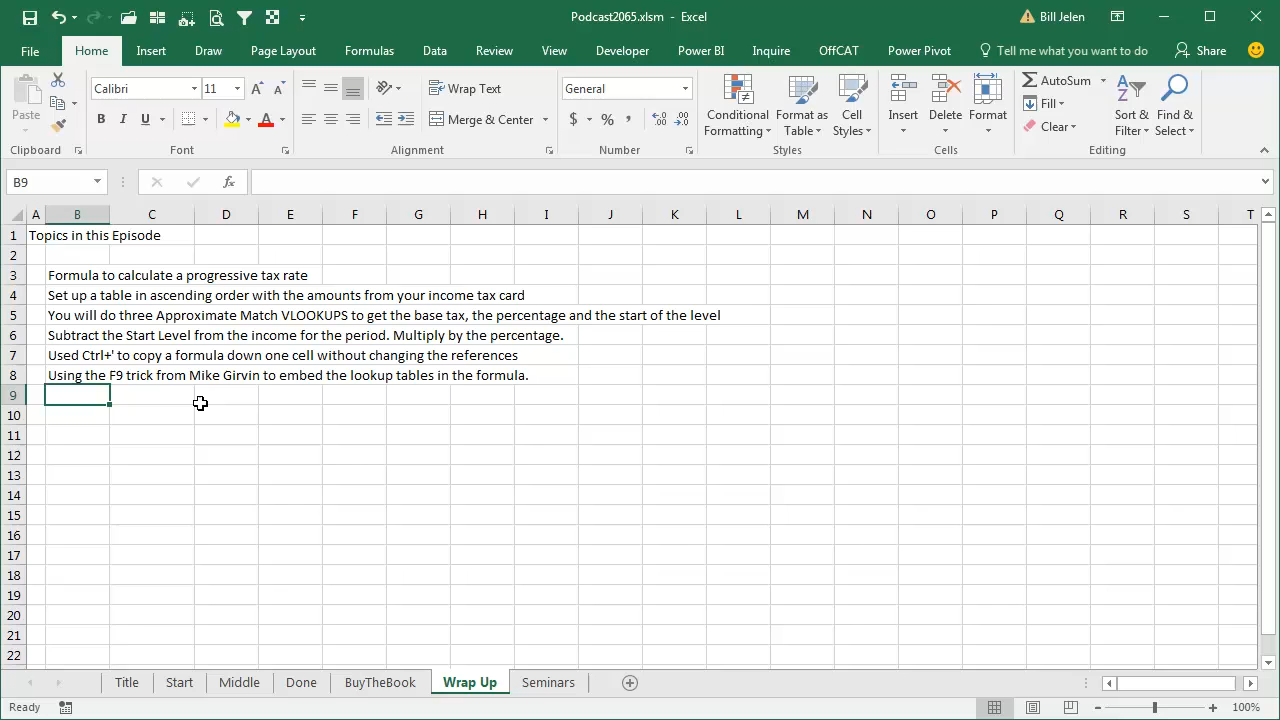 Podcast2065.xlsm - Excel
Bill Jelen
File Home Insert Draw Page Layout Formulas Data Review View Developer Power BI Inquire OffCAT Power Pivot Tell me what you want to do Share
Paste
Clipboard
Calibri 11
B I U
Font
Wrap Text
Merge & Center
Alignment
General
$ % ,
Number
Conditional Formatting
Format as Table
Cell Styles
Styles
Insert
Delete
Format
Cells
AutoSum
Fill
Clear
Sort & Filter
Find & Select
Editing
B9
fx
A B C D E F G H I J K L M N O P Q R S T
1 Topics in this Episode
2
3 Formula to calculate a progressive tax rate
4 Set up a table in ascending order with the amounts from your income tax card
5 You will do three Approximate Match VLOOKUPS to get the base tax, the percentage and the start of the level
6 Subtract the Start Level from the income for the period. Multiply by the percentage.
7 Used Ctrl+' to copy a formula down one cell without changing the references
8 Using the F9 trick from Mike Girvin to embed the lookup tables in the formula.
9
10
11
12
13
14
15
16
17
18
19
20
21
22
Title Start Middle Done BuyTheBook Wrap Up Seminars
Ready
100%